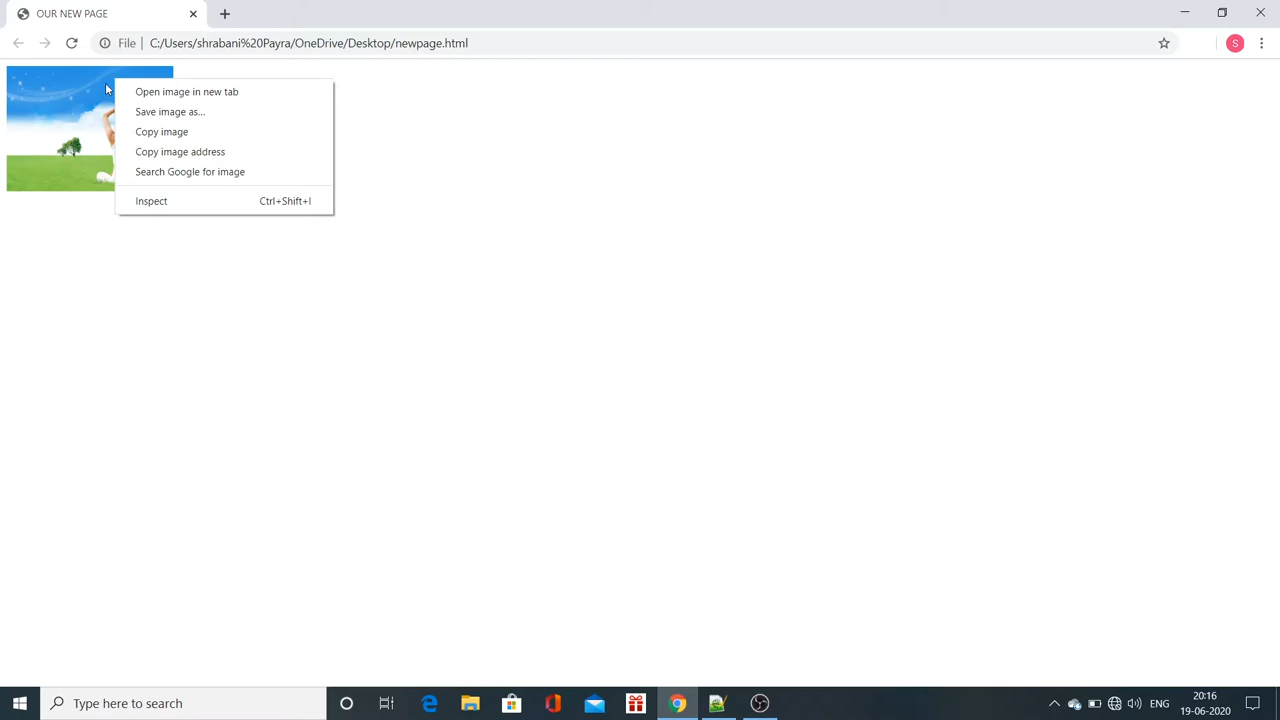 OUR NEW PAGE
File | C:/Users/shrabani%20Payra/OneDrive/Desktop/newpage.html
S
Open image in new tab
Save image as...
Copy image
Copy image address
Search Google for image
Inspect Ctrl+Shift+I
Type here to search
ENG
20:16
19-06-2020